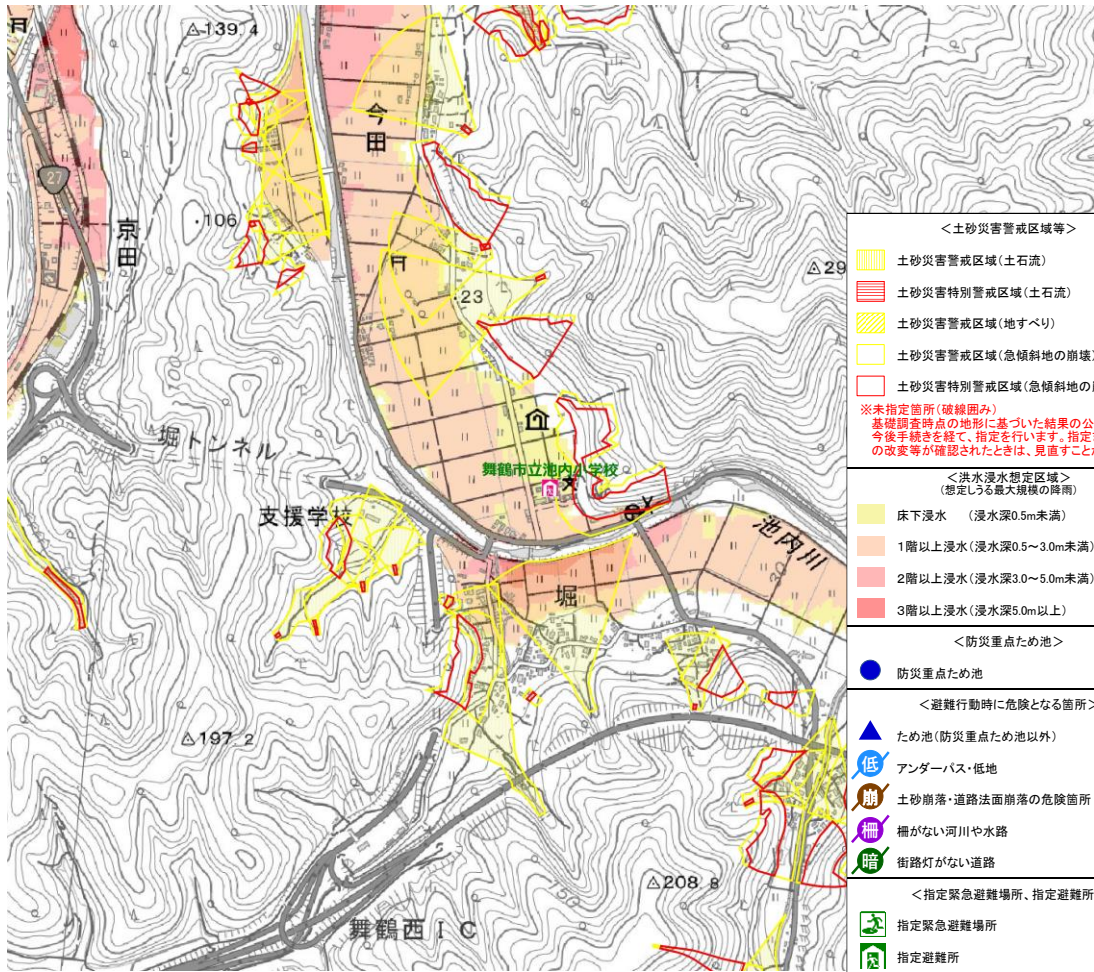 139.4
今田
27
京田
106
23
29
堀トンネル
舞鶴市立池内小学校
支援学校
文
池内川
32
堀
197.2
208.8
舞鶴西IC
<土砂災害警戒区域等>
土砂災害警戒区域(土石流)
土砂災害特別警戒区域(土石流)
土砂災害警戒区域(地すべり)
土砂災害警戒区域(急傾斜地の崩壊)
土砂災害特別警戒区域(急傾斜地の
※未指定箇所(破線囲み)
基礎調査時点の地形に基づいた結果の公
今後手続きを経て、指定を行います。指定
の改変等が確認されたときは、見直すことが
<洪水浸水想定区域>
(想定しうる最大規模の降雨)
床下浸水 (浸水深0.5m未満)
1階以上浸水(浸水深0.5~3.0m未満)
2階以上浸水(浸水深3.0~5.0m未満)
3階以上浸水(浸水深5.0m以上)
<防災重点ため池>
防災重点ため池
<避難行動時に危険となる箇所>
ため池(防災重点ため池以外)
低 アンダーパス・低地
崩 土砂崩落・道路法面崩落の危険箇所
柵 柵がない河川や水路
暗 街路灯がない道路
<指定緊急避難場所、指定避難所
指定緊急避難場所
指定避難所